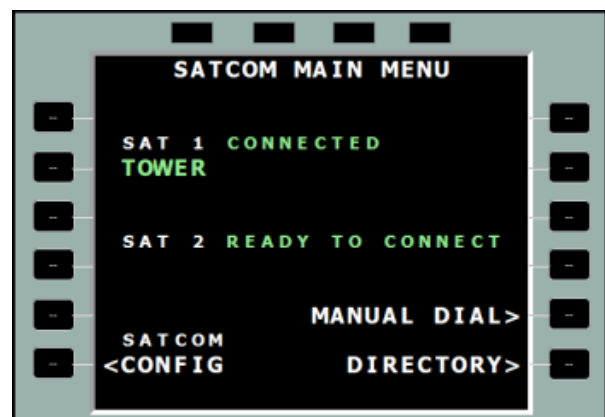 SATCOM MAIN MENU
SAT 1 CONNECTED
TOWER
SAT 2 READY TO CONNECT
MANUAL DIAL>
SATCOM
<CONFIG DIRECTORY>